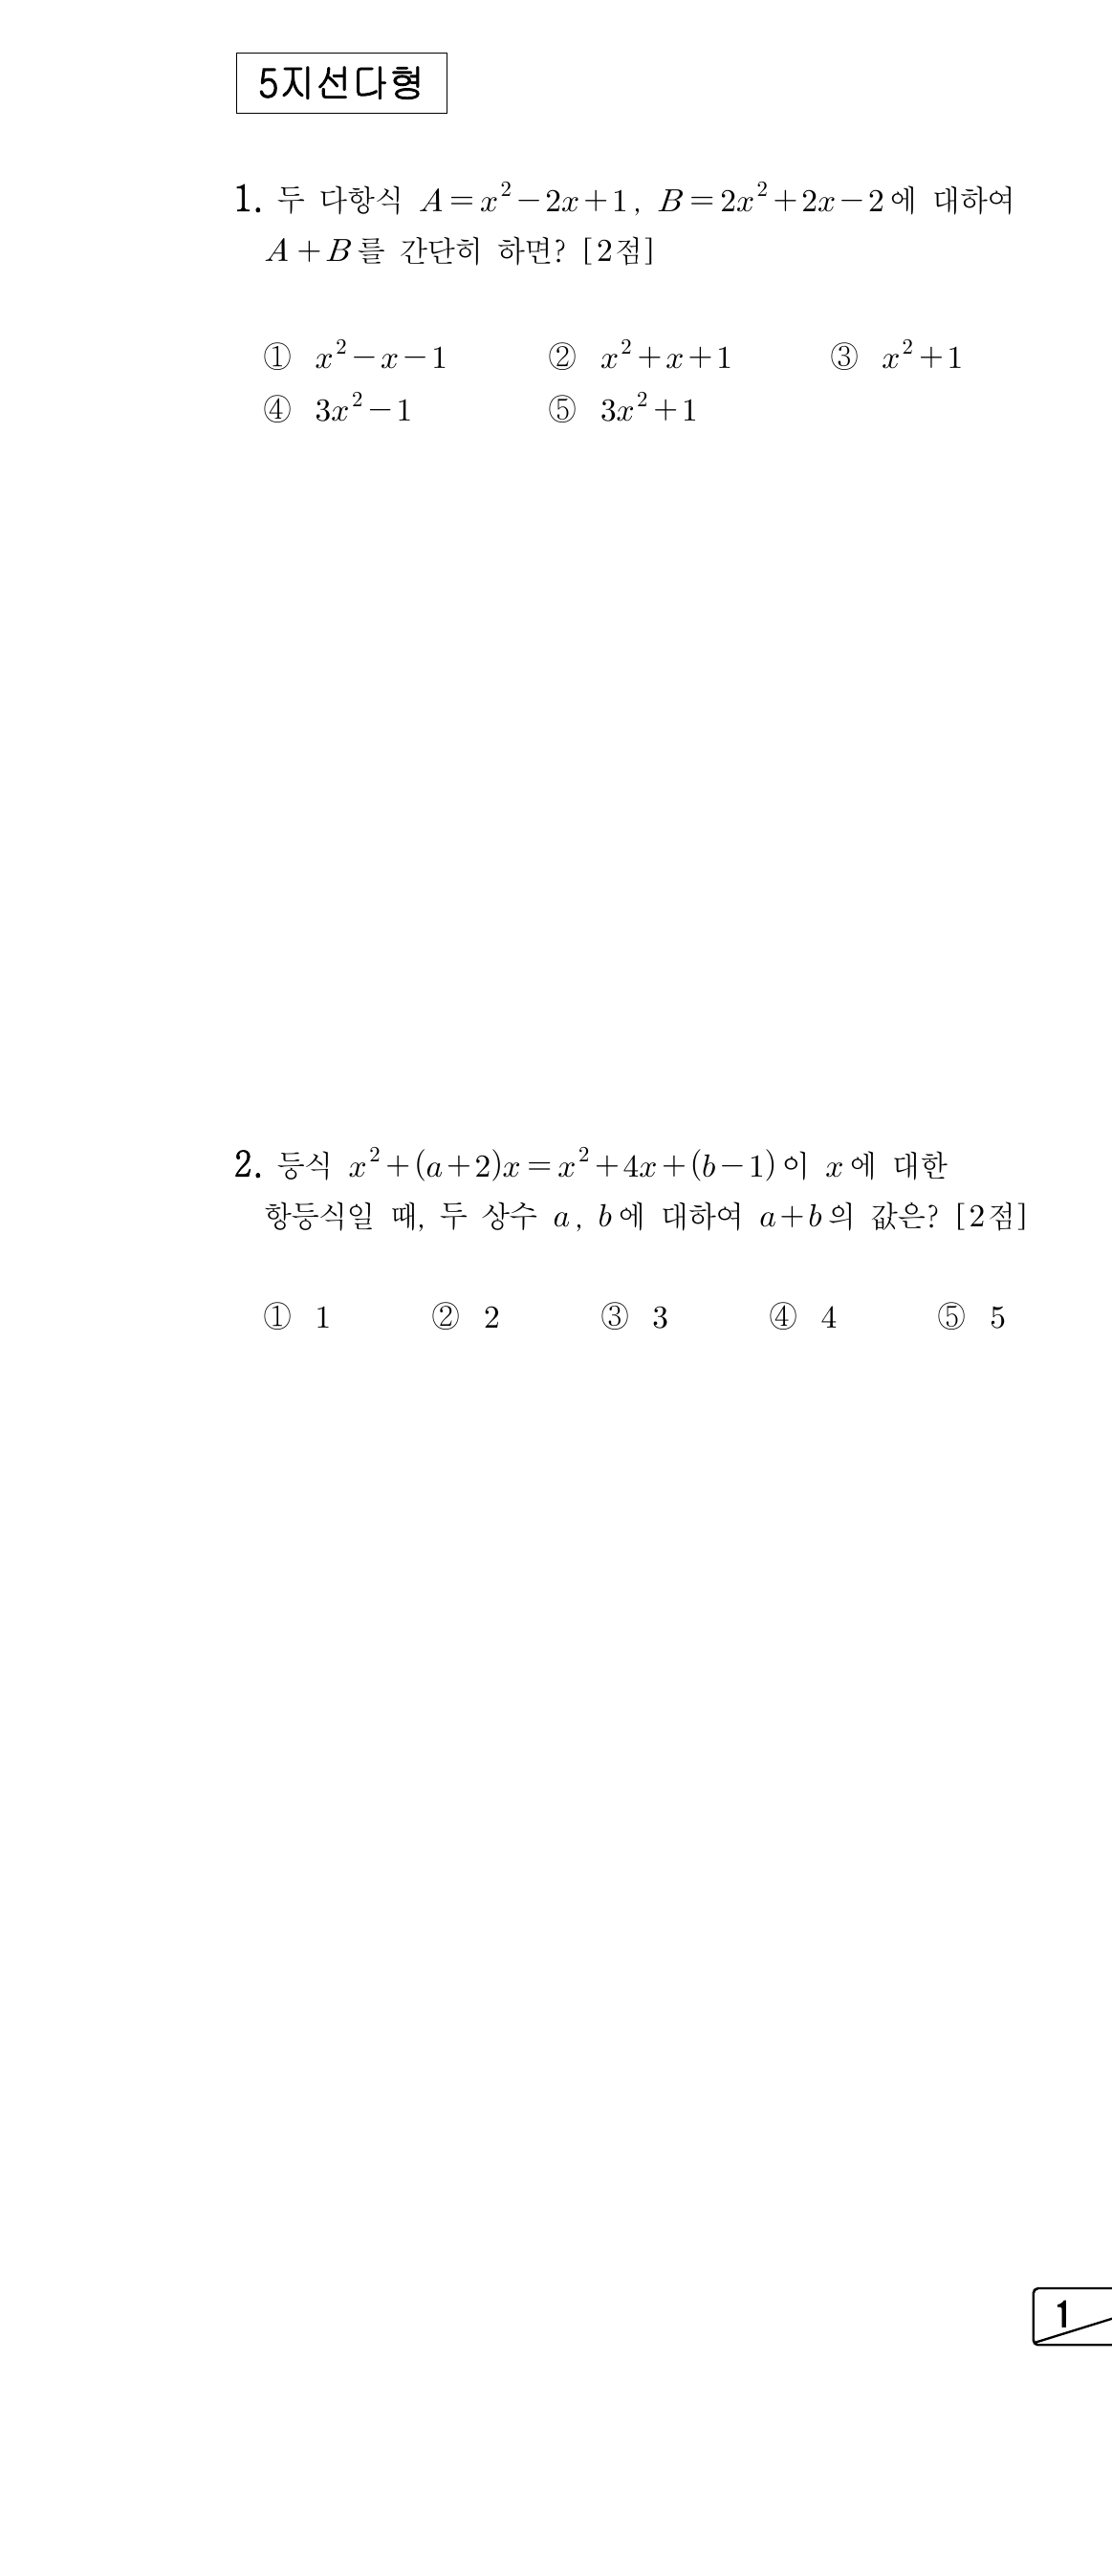 5지선다형
1. 두 다항식 A=x²-2x+1, B=2x²+2x-2에 대하여
A+B를 간단히 하면? [2점]
① x²-x-1 ② x²+x+1 ③ x²+1
④ 3x²-1 ⑤ 3x²+1
2. 등식 x²+(a+2)x=x²+4x+(b-1)이 x에 대한
항등식일 때, 두 상수 a, b에 대하여 a+b의 값은? [2점]
① 1 ② 2 ③ 3 ④ 4 ⑤ 5
1